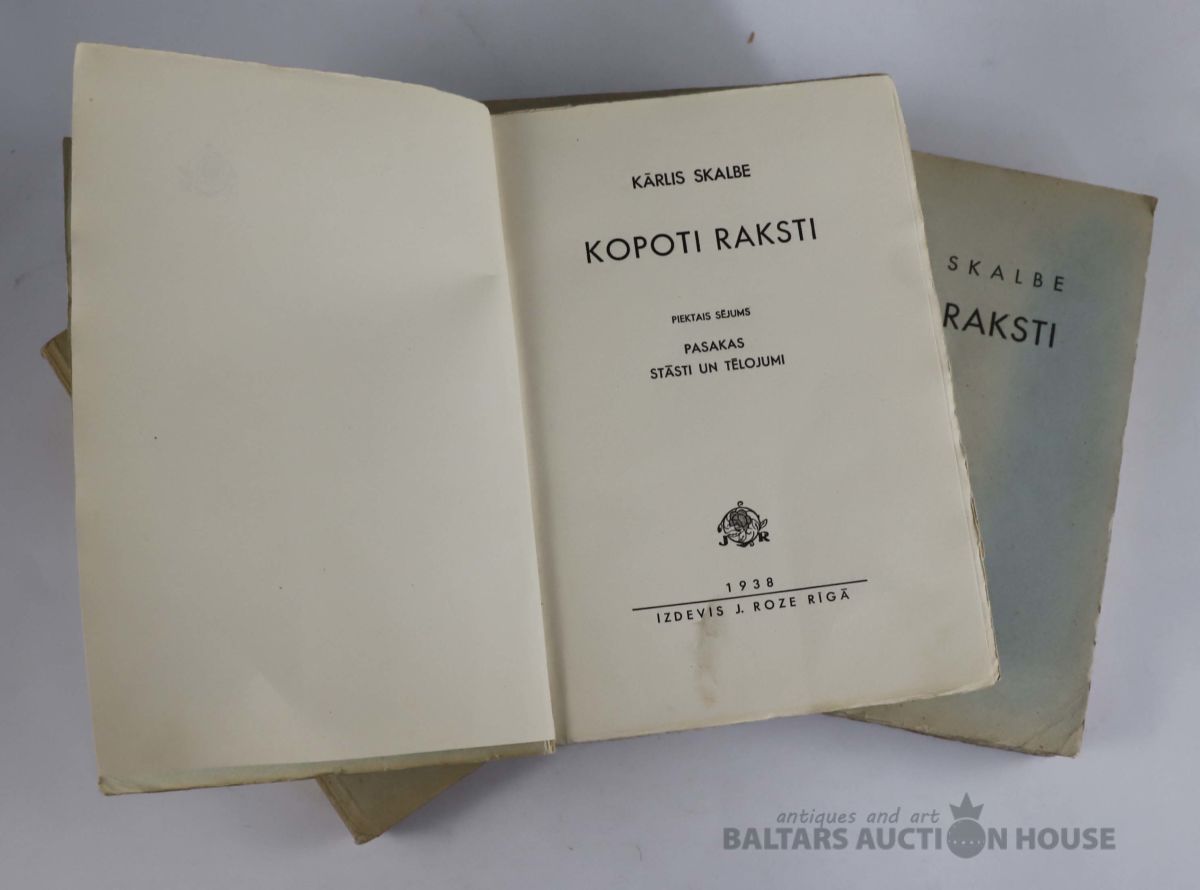 KĀRLIS SKALBE
KOPOTI RAKSTI
PIEKTAIS SĒJUMS
PASAKAS
STĀSTI UN TĒLOJUMI
J R
1938
IZDEVIS J. ROZE RĪGĀ
SKALBE
RAKSTI
antiques and art
BALTARS AUCTION HOUSE